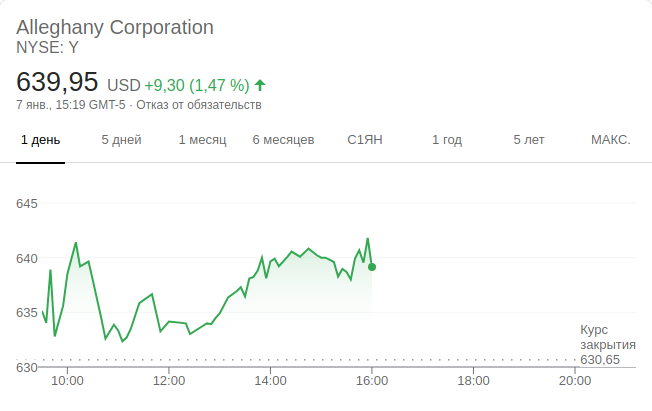 Alleghany Corporation
NYSE: Y
639,95 USD +9,30 (1,47 %)
7 янв., 15:19 GMT-5 · Отказ от обязательств
1 день 5 дней 1 месяц 6 месяцев С1ЯН 1 год 5 лет МАКС.
645
640
635
630
Курс
закрытия
630,65
10:00 12:00 14:00 16:00 18:00 20:00